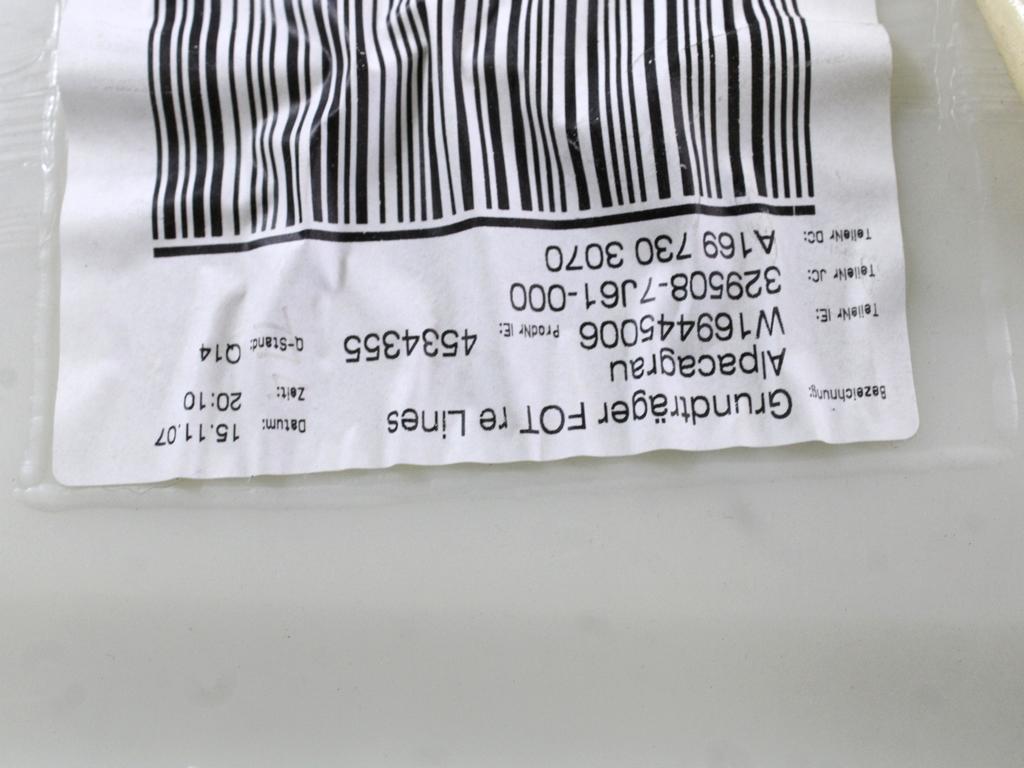 Bezeichnung: Grundträger FOT re Lines Datum: 15.11.07
Alpacagrau Zeit: 20:10
TeileNr IE: W169445006 ProdNr IE: 4534355 Q-Stand: Q14
TeileNr JC: 329508-7J61-000
TeileNr DC: A169 730 3070